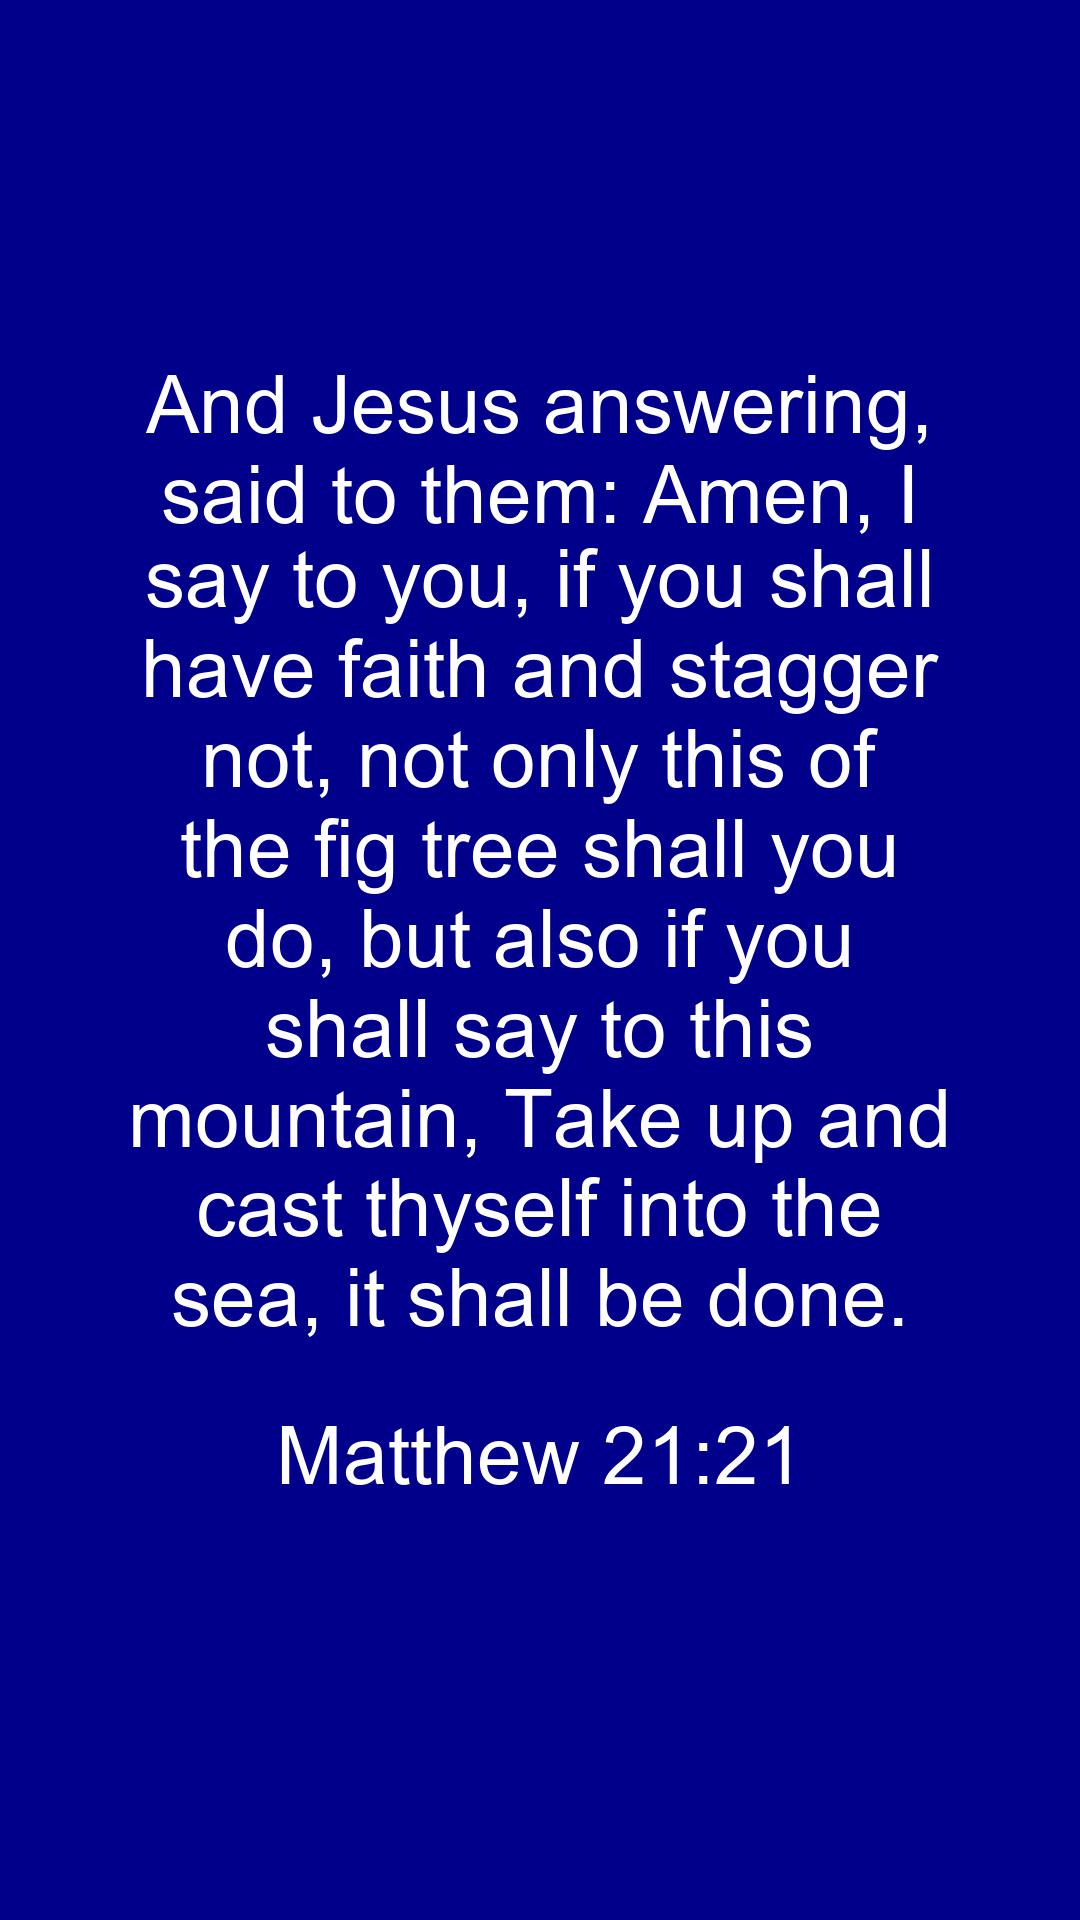 And Jesus answering,
said to them: Amen, I
say to you, if you shall
have faith and stagger
not, not only this of
the fig tree shall you
do, but also if you
shall say to this
mountain, Take up and
cast thyself into the
sea, it shall be done.
Matthew 21:21